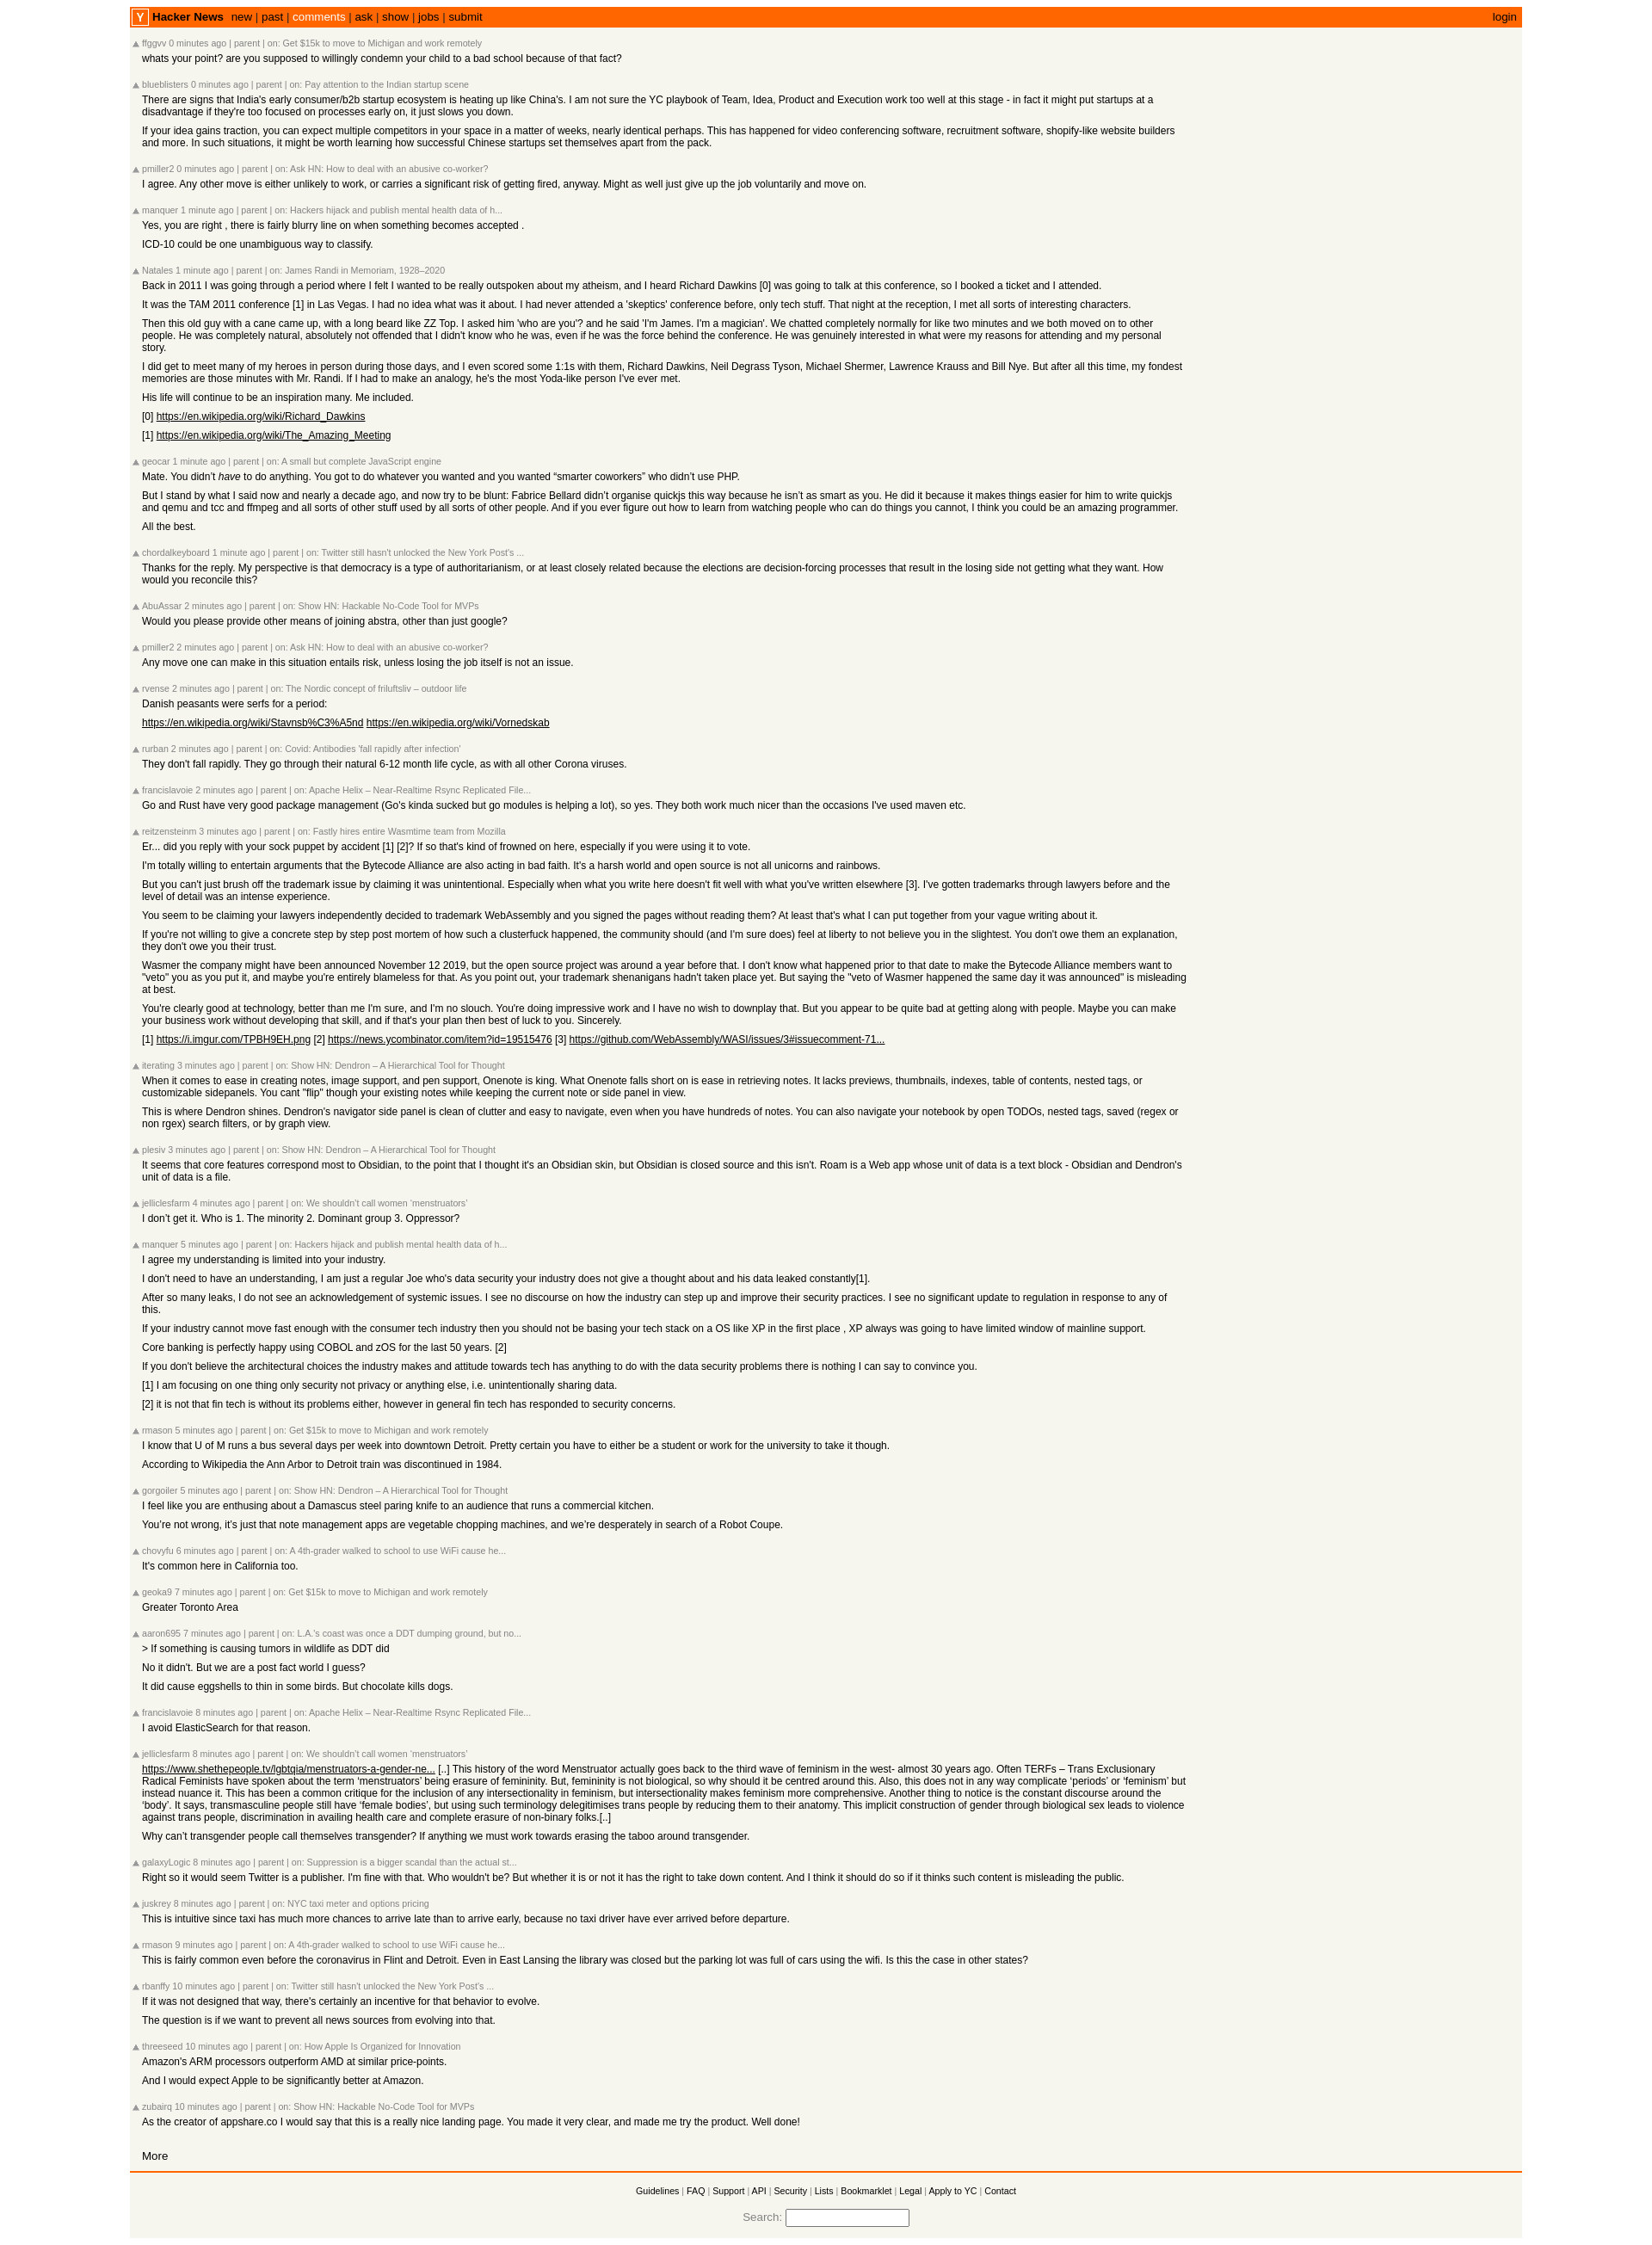 Y Hacker News new | past | comments | ask | show | jobs | submit login
ffggvv 0 minutes ago | parent | on: Get $15k to move to Michigan and work remotely
whats your point? are you supposed to willingly condemn your child to a bad school because of that fact?
blueblisters 0 minutes ago | parent | on: Pay attention to the Indian startup scene
There are signs that India's early consumer/b2b startup ecosystem is heating up like China's. I am not sure the YC playbook of Team, Idea, Product and Execution work too well at this stage - in fact it might put startups at a
disadvantage if they're too focused on processes early on, it just slows you down.
If your idea gains traction, you can expect multiple competitors in your space in a matter of weeks, nearly identical perhaps. This has happened for video conferencing software, recruitment software, shopify-like website builders
and more. In such situations, it might be worth learning how successful Chinese startups set themselves apart from the pack.
pmiller2 0 minutes ago | parent | on: Ask HN: How to deal with an abusive co-worker?
I agree. Any other move is either unlikely to work, or carries a significant risk of getting fired, anyway. Might as well just give up the job voluntarily and move on.
manquer 1 minute ago | parent | on: Hackers hijack and publish mental health data of h...
Yes, you are right , there is fairly blurry line on when something becomes accepted .
ICD-10 could be one unambiguous way to classify.
Natales 1 minute ago | parent | on: James Randi in Memoriam, 1928–2020
Back in 2011 I was going through a period where I felt I wanted to be really outspoken about my atheism, and I heard Richard Dawkins [0] was going to talk at this conference, so I booked a ticket and I attended.
It was the TAM 2011 conference [1] in Las Vegas. I had no idea what was it about. I had never attended a 'skeptics' conference before, only tech stuff. That night at the reception, I met all sorts of interesting characters.
Then this old guy with a cane came up, with a long beard like ZZ Top. I asked him 'who are you'? and he said 'I'm James. I'm a magician'. We chatted completely normally for like two minutes and we both moved on to other
people. He was completely natural, absolutely not offended that I didn't know who he was, even if he was the force behind the conference. He was genuinely interested in what were my reasons for attending and my personal
story.
I did get to meet many of my heroes in person during those days, and I even scored some 1:1s with them, Richard Dawkins, Neil Degrass Tyson, Michael Shermer, Lawrence Krauss and Bill Nye. But after all this time, my fondest
memories are those minutes with Mr. Randi. If I had to make an analogy, he's the most Yoda-like person I've ever met.
His life will continue to be an inspiration many. Me included.
[0] https://en.wikipedia.org/wiki/Richard_Dawkins
[1] https://en.wikipedia.org/wiki/The_Amazing_Meeting
geocar 1 minute ago | parent | on: A small but complete JavaScript engine
Mate. You didn’t have to do anything. You got to do whatever you wanted and you wanted “smarter coworkers” who didn’t use PHP.
But I stand by what I said now and nearly a decade ago, and now try to be blunt: Fabrice Bellard didn’t organise quickjs this way because he isn’t as smart as you. He did it because it makes things easier for him to write quickjs
and qemu and tcc and ffmpeg and all sorts of other stuff used by all sorts of other people. And if you ever figure out how to learn from watching people who can do things you cannot, I think you could be an amazing programmer.
All the best.
chordalkeyboard 1 minute ago | parent | on: Twitter still hasn't unlocked the New York Post's ...
Thanks for the reply. My perspective is that democracy is a type of authoritarianism, or at least closely related because the elections are decision-forcing processes that result in the losing side not getting what they want. How
would you reconcile this?
AbuAssar 2 minutes ago | parent | on: Show HN: Hackable No-Code Tool for MVPs
Would you please provide other means of joining abstra, other than just google?
pmiller2 2 minutes ago | parent | on: Ask HN: How to deal with an abusive co-worker?
Any move one can make in this situation entails risk, unless losing the job itself is not an issue.
rvense 2 minutes ago | parent | on: The Nordic concept of friluftsliv – outdoor life
Danish peasants were serfs for a period:
https://en.wikipedia.org/wiki/Stavnsb%C3%A5nd https://en.wikipedia.org/wiki/Vornedskab
rurban 2 minutes ago | parent | on: Covid: Antibodies 'fall rapidly after infection'
They don't fall rapidly. They go through their natural 6-12 month life cycle, as with all other Corona viruses.
francislavoie 2 minutes ago | parent | on: Apache Helix – Near-Realtime Rsync Replicated File...
Go and Rust have very good package management (Go's kinda sucked but go modules is helping a lot), so yes. They both work much nicer than the occasions I've used maven etc.
reitzensteinm 3 minutes ago | parent | on: Fastly hires entire Wasmtime team from Mozilla
Er... did you reply with your sock puppet by accident [1] [2]? If so that's kind of frowned on here, especially if you were using it to vote.
I'm totally willing to entertain arguments that the Bytecode Alliance are also acting in bad faith. It's a harsh world and open source is not all unicorns and rainbows.
But you can't just brush off the trademark issue by claiming it was unintentional. Especially when what you write here doesn't fit well with what you've written elsewhere [3]. I've gotten trademarks through lawyers before and the
level of detail was an intense experience.
You seem to be claiming your lawyers independently decided to trademark WebAssembly and you signed the pages without reading them? At least that's what I can put together from your vague writing about it.
If you're not willing to give a concrete step by step post mortem of how such a clusterfuck happened, the community should (and I'm sure does) feel at liberty to not believe you in the slightest. You don't owe them an explanation,
they don't owe you their trust.
Wasmer the company might have been announced November 12 2019, but the open source project was around a year before that. I don't know what happened prior to that date to make the Bytecode Alliance members want to
"veto" you as you put it, and maybe you're entirely blameless for that. As you point out, your trademark shenanigans hadn't taken place yet. But saying the "veto of Wasmer happened the same day it was announced" is misleading
at best.
You're clearly good at technology, better than me I'm sure, and I'm no slouch. You're doing impressive work and I have no wish to downplay that. But you appear to be quite bad at getting along with people. Maybe you can make
your business work without developing that skill, and if that's your plan then best of luck to you. Sincerely.
[1] https://i.imgur.com/TPBH9EH.png [2] https://news.ycombinator.com/item?id=19515476 [3] https://github.com/WebAssembly/WASI/issues/3#issuecomment-71...
iterating 3 minutes ago | parent | on: Show HN: Dendron – A Hierarchical Tool for Thought
When it comes to ease in creating notes, image support, and pen support, Onenote is king. What Onenote falls short on is ease in retrieving notes. It lacks previews, thumbnails, indexes, table of contents, nested tags, or
customizable sidepanels. You cant "flip" though your existing notes while keeping the current note or side panel in view.
This is where Dendron shines. Dendron's navigator side panel is clean of clutter and easy to navigate, even when you have hundreds of notes. You can also navigate your notebook by open TODOs, nested tags, saved (regex or
non rgex) search filters, or by graph view.
plesiv 3 minutes ago | parent | on: Show HN: Dendron – A Hierarchical Tool for Thought
It seems that core features correspond most to Obsidian, to the point that I thought it's an Obsidian skin, but Obsidian is closed source and this isn't. Roam is a Web app whose unit of data is a text block - Obsidian and Dendron's
unit of data is a file.
jelliclesfarm 4 minutes ago | parent | on: We shouldn’t call women ‘menstruators’
I don’t get it. Who is 1. The minority 2. Dominant group 3. Oppressor?
manquer 5 minutes ago | parent | on: Hackers hijack and publish mental health data of h...
I agree my understanding is limited into your industry.
I don't need to have an understanding, I am just a regular Joe who's data security your industry does not give a thought about and his data leaked constantly[1].
After so many leaks, I do not see an acknowledgement of systemic issues. I see no discourse on how the industry can step up and improve their security practices. I see no significant update to regulation in response to any of
this.
If your industry cannot move fast enough with the consumer tech industry then you should not be basing your tech stack on a OS like XP in the first place , XP always was going to have limited window of mainline support.
Core banking is perfectly happy using COBOL and zOS for the last 50 years. [2]
If you don't believe the architectural choices the industry makes and attitude towards tech has anything to do with the data security problems there is nothing I can say to convince you.
[1] I am focusing on one thing only security not privacy or anything else, i.e. unintentionally sharing data.
[2] it is not that fin tech is without its problems either, however in general fin tech has responded to security concerns.
rmason 5 minutes ago | parent | on: Get $15k to move to Michigan and work remotely
I know that U of M runs a bus several days per week into downtown Detroit. Pretty certain you have to either be a student or work for the university to take it though.
According to Wikipedia the Ann Arbor to Detroit train was discontinued in 1984.
gorgoiler 5 minutes ago | parent | on: Show HN: Dendron – A Hierarchical Tool for Thought
I feel like you are enthusing about a Damascus steel paring knife to an audience that runs a commercial kitchen.
You’re not wrong, it’s just that note management apps are vegetable chopping machines, and we’re desperately in search of a Robot Coupe.
chovyfu 6 minutes ago | parent | on: A 4th-grader walked to school to use WiFi cause he...
It's common here in California too.
geoka9 7 minutes ago | parent | on: Get $15k to move to Michigan and work remotely
Greater Toronto Area
aaron695 7 minutes ago | parent | on: L.A.'s coast was once a DDT dumping ground, but no...
> If something is causing tumors in wildlife as DDT did
No it didn't. But we are a post fact world I guess?
It did cause eggshells to thin in some birds. But chocolate kills dogs.
francislavoie 8 minutes ago | parent | on: Apache Helix – Near-Realtime Rsync Replicated File...
I avoid ElasticSearch for that reason.
jelliclesfarm 8 minutes ago | parent | on: We shouldn’t call women ‘menstruators’
https://www.shethepeople.tv/lgbtqia/menstruators-a-gender-ne... [..] This history of the word Menstruator actually goes back to the third wave of feminism in the west- almost 30 years ago. Often TERFs – Trans Exclusionary
Radical Feminists have spoken about the term ‘menstruators’ being erasure of femininity. But, femininity is not biological, so why should it be centred around this. Also, this does not in any way complicate ‘periods’ or ‘feminism’ but
instead nuance it. This has been a common critique for the inclusion of any intersectionality in feminism, but intersectionality makes feminism more comprehensive. Another thing to notice is the constant discourse around the
‘body’. It says, transmasculine people still have ‘female bodies’, but using such terminology delegitimises trans people by reducing them to their anatomy. This implicit construction of gender through biological sex leads to violence
against trans people, discrimination in availing health care and complete erasure of non-binary folks.[..]
Why can’t transgender people call themselves transgender? If anything we must work towards erasing the taboo around transgender.
galaxyLogic 8 minutes ago | parent | on: Suppression is a bigger scandal than the actual st...
Right so it would seem Twitter is a publisher. I'm fine with that. Who wouldn't be? But whether it is or not it has the right to take down content. And I think it should do so if it thinks such content is misleading the public.
juskrey 8 minutes ago | parent | on: NYC taxi meter and options pricing
This is intuitive since taxi has much more chances to arrive late than to arrive early, because no taxi driver have ever arrived before departure.
rmason 9 minutes ago | parent | on: A 4th-grader walked to school to use WiFi cause he...
This is fairly common even before the coronavirus in Flint and Detroit. Even in East Lansing the library was closed but the parking lot was full of cars using the wifi. Is this the case in other states?
rbanffy 10 minutes ago | parent | on: Twitter still hasn't unlocked the New York Post's ...
If it was not designed that way, there's certainly an incentive for that behavior to evolve.
The question is if we want to prevent all news sources from evolving into that.
threeseed 10 minutes ago | parent | on: How Apple Is Organized for Innovation
Amazon's ARM processors outperform AMD at similar price-points.
And I would expect Apple to be significantly better at Amazon.
zubairq 10 minutes ago | parent | on: Show HN: Hackable No-Code Tool for MVPs
As the creator of appshare.co I would say that this is a really nice landing page. You made it very clear, and made me try the product. Well done!
More
Guidelines | FAQ | Support | API | Security | Lists | Bookmarklet | Legal | Apply to YC | Contact
Search: